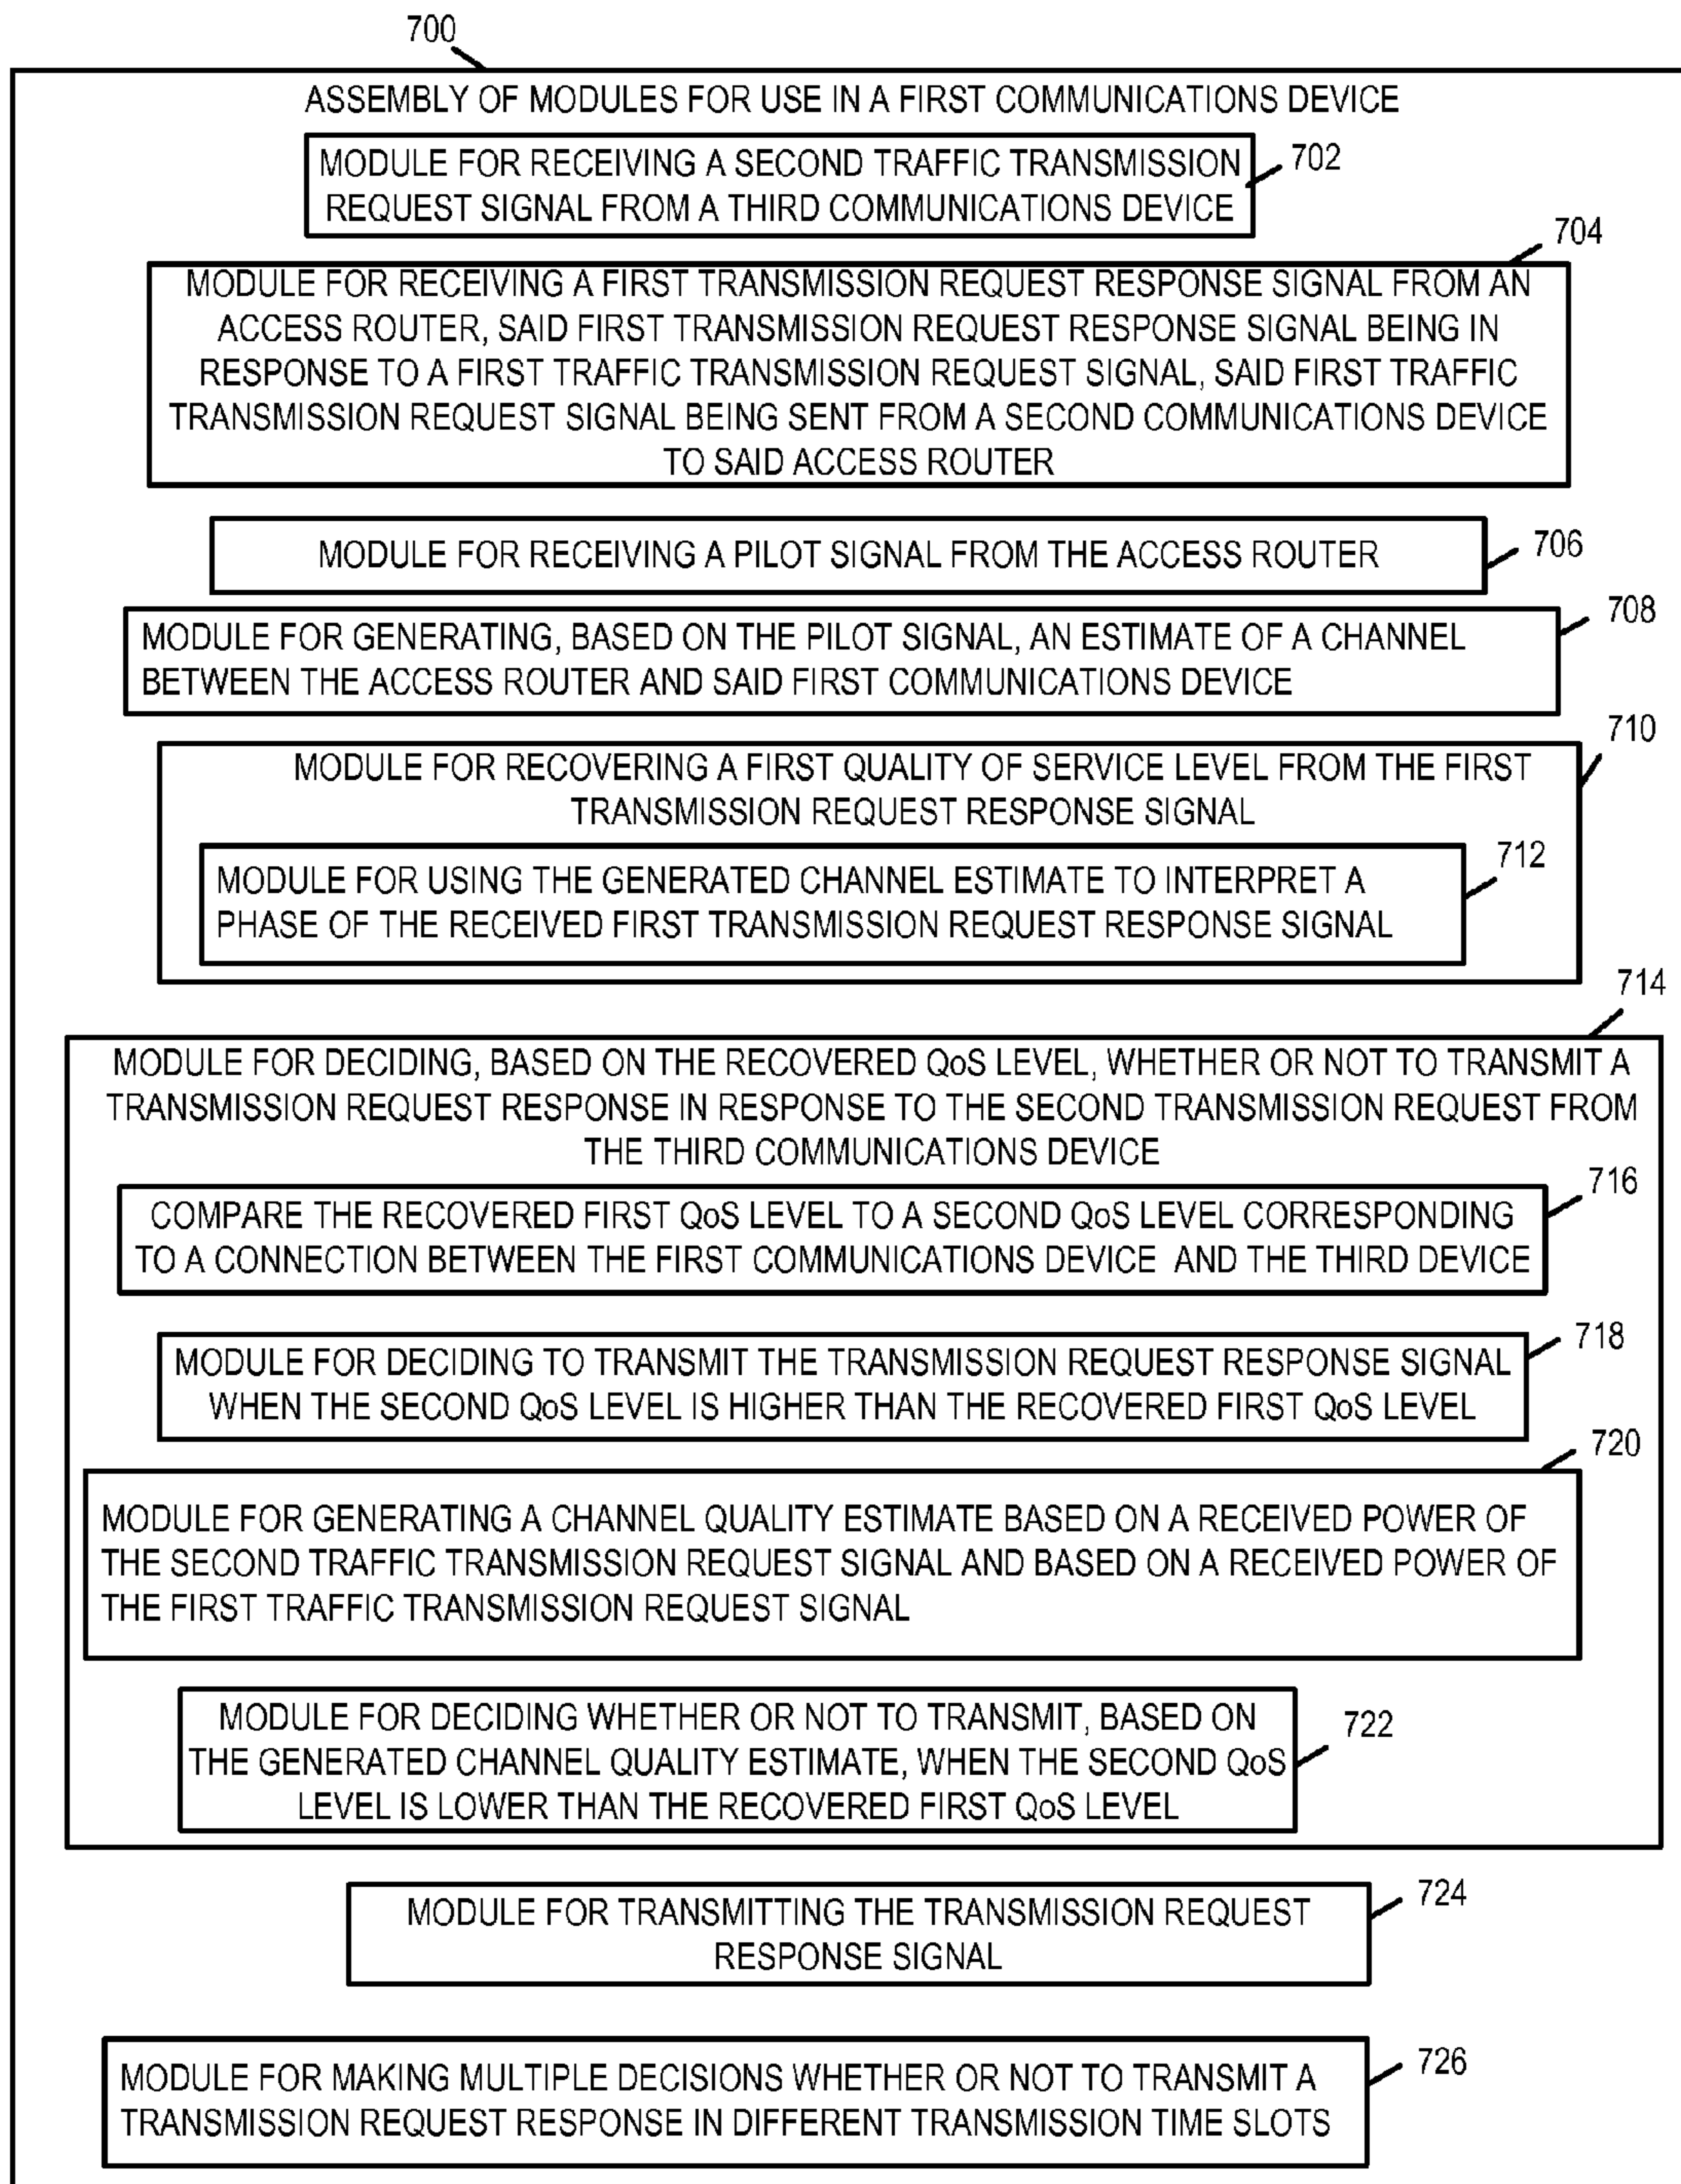 700
ASSEMBLY OF MODULES FOR USE IN A FIRST COMMUNICATIONS DEVICE
MODULE FOR RECEIVING A SECOND TRAFFIC TRANSMISSION
REQUEST SIGNAL FROM A THIRD COMMUNICATIONS DEVICE
702
704
MODULE FOR RECEIVING A FIRST TRANSMISSION REQUEST RESPONSE SIGNAL FROM AN
ACCESS ROUTER, SAID FIRST TRANSMISSION REQUEST RESPONSE SIGNAL BEING IN
RESPONSE TO A FIRST TRAFFIC TRANSMISSION REQUEST SIGNAL, SAID FIRST TRAFFIC
TRANSMISSION REQUEST SIGNAL BEING SENT FROM A SECOND COMMUNICATIONS DEVICE
TO SAID ACCESS ROUTER
MODULE FOR RECEIVING A PILOT SIGNAL FROM THE ACCESS ROUTER
706
708
MODULE FOR GENERATING, BASED ON THE PILOT SIGNAL, AN ESTIMATE OF A CHANNEL
BETWEEN THE ACCESS ROUTER AND SAID FIRST COMMUNICATIONS DEVICE
710
MODULE FOR RECOVERING A FIRST QUALITY OF SERVICE LEVEL FROM THE FIRST
TRANSMISSION REQUEST RESPONSE SIGNAL
712
MODULE FOR USING THE GENERATED CHANNEL ESTIMATE TO INTERPRET A
PHASE OF THE RECEIVED FIRST TRANSMISSION REQUEST RESPONSE SIGNAL
714
MODULE FOR DECIDING, BASED ON THE RECOVERED QoS LEVEL, WHETHER OR NOT TO TRANSMIT A
TRANSMISSION REQUEST RESPONSE IN RESPONSE TO THE SECOND TRANSMISSION REQUEST FROM
THE THIRD COMMUNICATIONS DEVICE
716
COMPARE THE RECOVERED FIRST QoS LEVEL TO A SECOND QoS LEVEL CORRESPONDING
TO A CONNECTION BETWEEN THE FIRST COMMUNICATIONS DEVICE AND THE THIRD DEVICE
718
MODULE FOR DECIDING TO TRANSMIT THE TRANSMISSION REQUEST RESPONSE SIGNAL
WHEN THE SECOND QoS LEVEL IS HIGHER THAN THE RECOVERED FIRST QoS LEVEL
720
MODULE FOR GENERATING A CHANNEL QUALITY ESTIMATE BASED ON A RECEIVED POWER OF
THE SECOND TRAFFIC TRANSMISSION REQUEST SIGNAL AND BASED ON A RECEIVED POWER OF
THE FIRST TRAFFIC TRANSMISSION REQUEST SIGNAL
MODULE FOR DECIDING WHETHER OR NOT TO TRANSMIT, BASED ON
THE GENERATED CHANNEL QUALITY ESTIMATE, WHEN THE SECOND QoS
LEVEL IS LOWER THAN THE RECOVERED FIRST QoS LEVEL
722
724
MODULE FOR TRANSMITTING THE TRANSMISSION REQUEST
RESPONSE SIGNAL
726
MODULE FOR MAKING MULTIPLE DECISIONS WHETHER OR NOT TO TRANSMIT A
TRANSMISSION REQUEST RESPONSE IN DIFFERENT TRANSMISSION TIME SLOTS